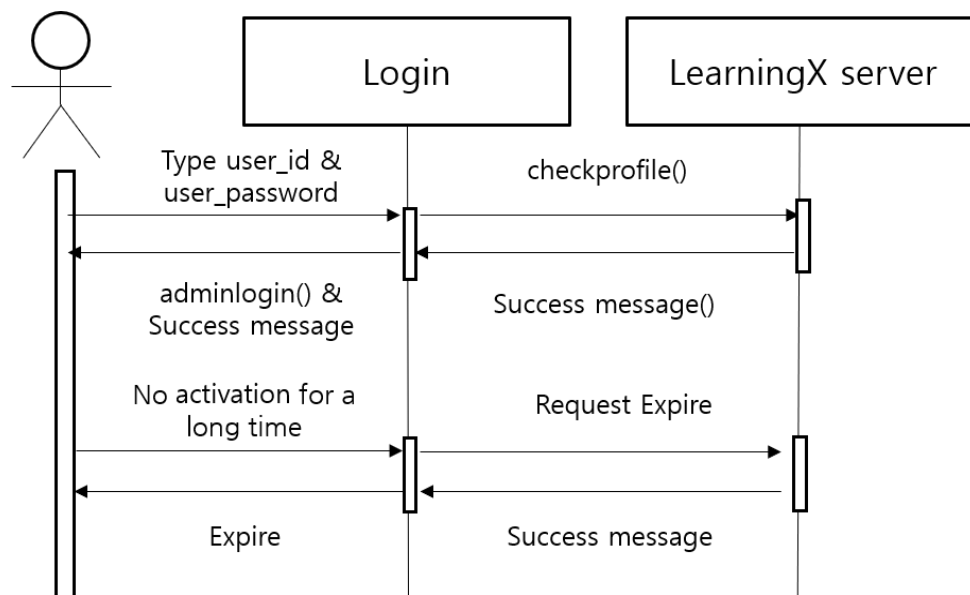 Login
LearningX server
Type user_id &
user_password
checkprofile()
adminlogin() &
Success message
Success message()
No activation for a
long time
Request Expire
Expire
Success message